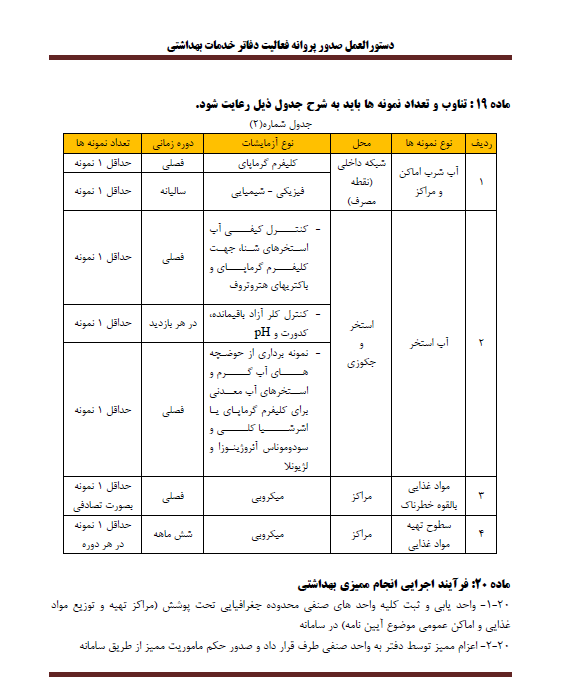 دستورالعمل صدور پروانه فعالیت دفاتر خدمات بهداشتی
ماده ۱۹: تناوب و تعداد نمونه ها باید به شرح جدول ذیل رعایت شود.
جدول شماره(۲)
ردیف نوع نمونه ها محل نوع آزمایشات دوره زمانی تعداد نمونه ها
۱
آب شرب اماکن
و مراکز
شبکه داخلی
(نقطه
مصرف)
کلیفرم گرماپای فصلی حداقل ۱ نمونه
فیزیکی - شیمیایی سالیانه حداقل ۱ نمونه
۲
آب استخر
استخر
و
جکوزی
- کنترل کیفی آب
استخرهای شنا، جهت
کلیفرم گرماپای و
باکتریهای هتروتروف
فصلی
حداقل ۱ نمونه
- کنترل کلر آزاد باقیمانده،
کدورت و pH
در هر بازدید
حداقل ۱ نمونه
- نمونه برداری از حوضچه
های آب گرم و
استخرهای آب معدنی
برای کلیفرم گرماپای یا
اشرشیا کلی و
سودوموناس آئروژینوزا و
لژیونلا
فصلی
حداقل ۱ نمونه
۳
مواد غذایی
بالقوه خطرناک
مراکز
میکروبی
فصلی
حداقل ۱ نمونه
بصورت تصادفی
۴
سطوح تهیه
مواد غذایی
مراکز
میکروبی
شش ماهه
حداقل ۱ نمونه
در هر دوره
ماده ۲۰: فرآیند اجرایی انجام ممیزی بهداشتی
۲۰-۱- واحد یابی و ثبت کلیه واحد های صنفی محدوده جغرافیایی تحت پوشش (مراکز تهیه و توزیع مواد
غذایی و اماکن عمومی موضوع آیین نامه) در سامانه
۲۰-۲- اعزام ممیز توسط دفتر به واحد صنفی طرف قرار داد و صدور حکم ماموریت ممیز از طریق سامانه